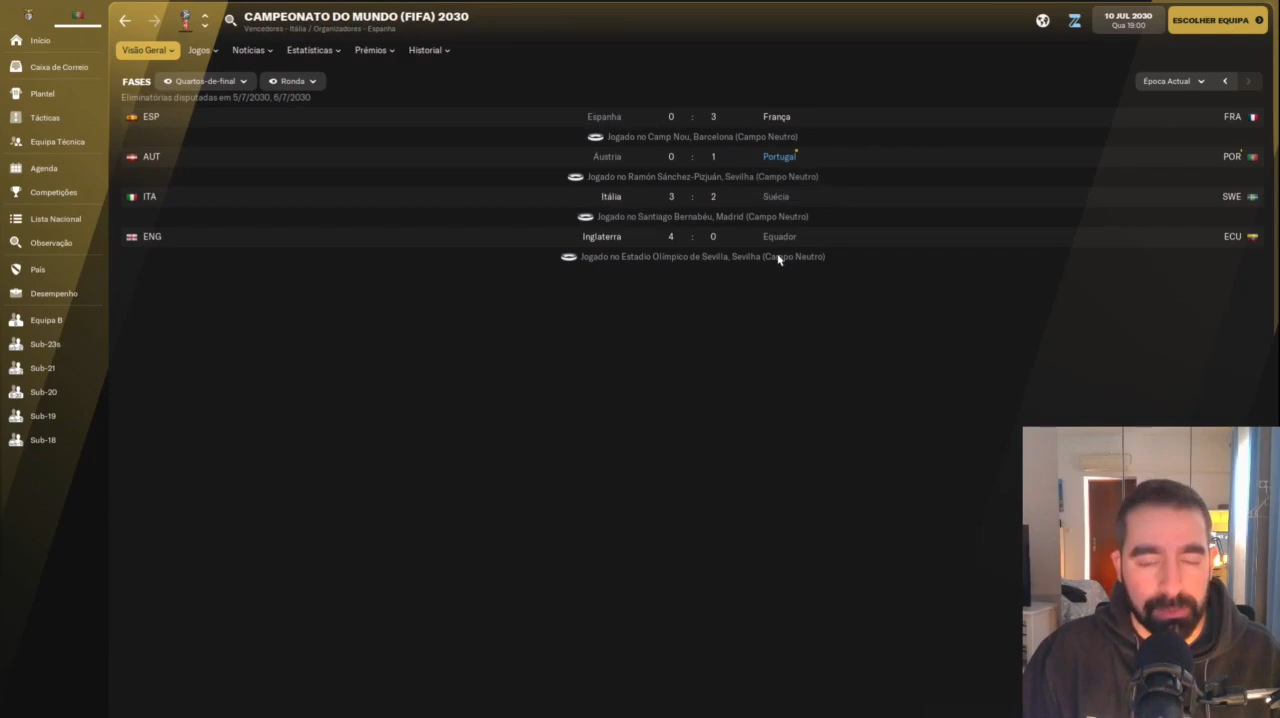 CAMPEONATO DO MUNDO (FIFA) 2030
Vencedores - Itália / Organizadores - Espanha
10 JUL 2030
Qua 19:00
ESCOLHER EQUIPA
Início
Caixa de Correio
Plantel
Tácticas
Equipa Técnica
Agenda
Competições
Lista Nacional
Observação
País
Desempenho
Equipa B
Sub-23s
Sub-21
Sub-20
Sub-19
Sub-18
Visão Geral Jogos Notícias Estatísticas Prémios Historial
FASES Quartos-de-final Ronda Época Actual
Eliminatórias disputadas em 5/7/2030, 6/7/2030
ESP Espanha 0 : 3 França FRA
Jogado no Camp Nou, Barcelona (Campo Neutro)
AUT Áustria 0 : 1 Portugal POR
Jogado no Ramón Sánchez-Pizjuán, Sevilha (Campo Neutro)
ITA Itália 3 : 2 Suécia SWE
Jogado no Santiago Bernabéu, Madrid (Campo Neutro)
ENG Inglaterra 4 : 0 Equador ECU
Jogado no Estadio Olímpico de Sevilla, Sevilha (Campo Neutro)